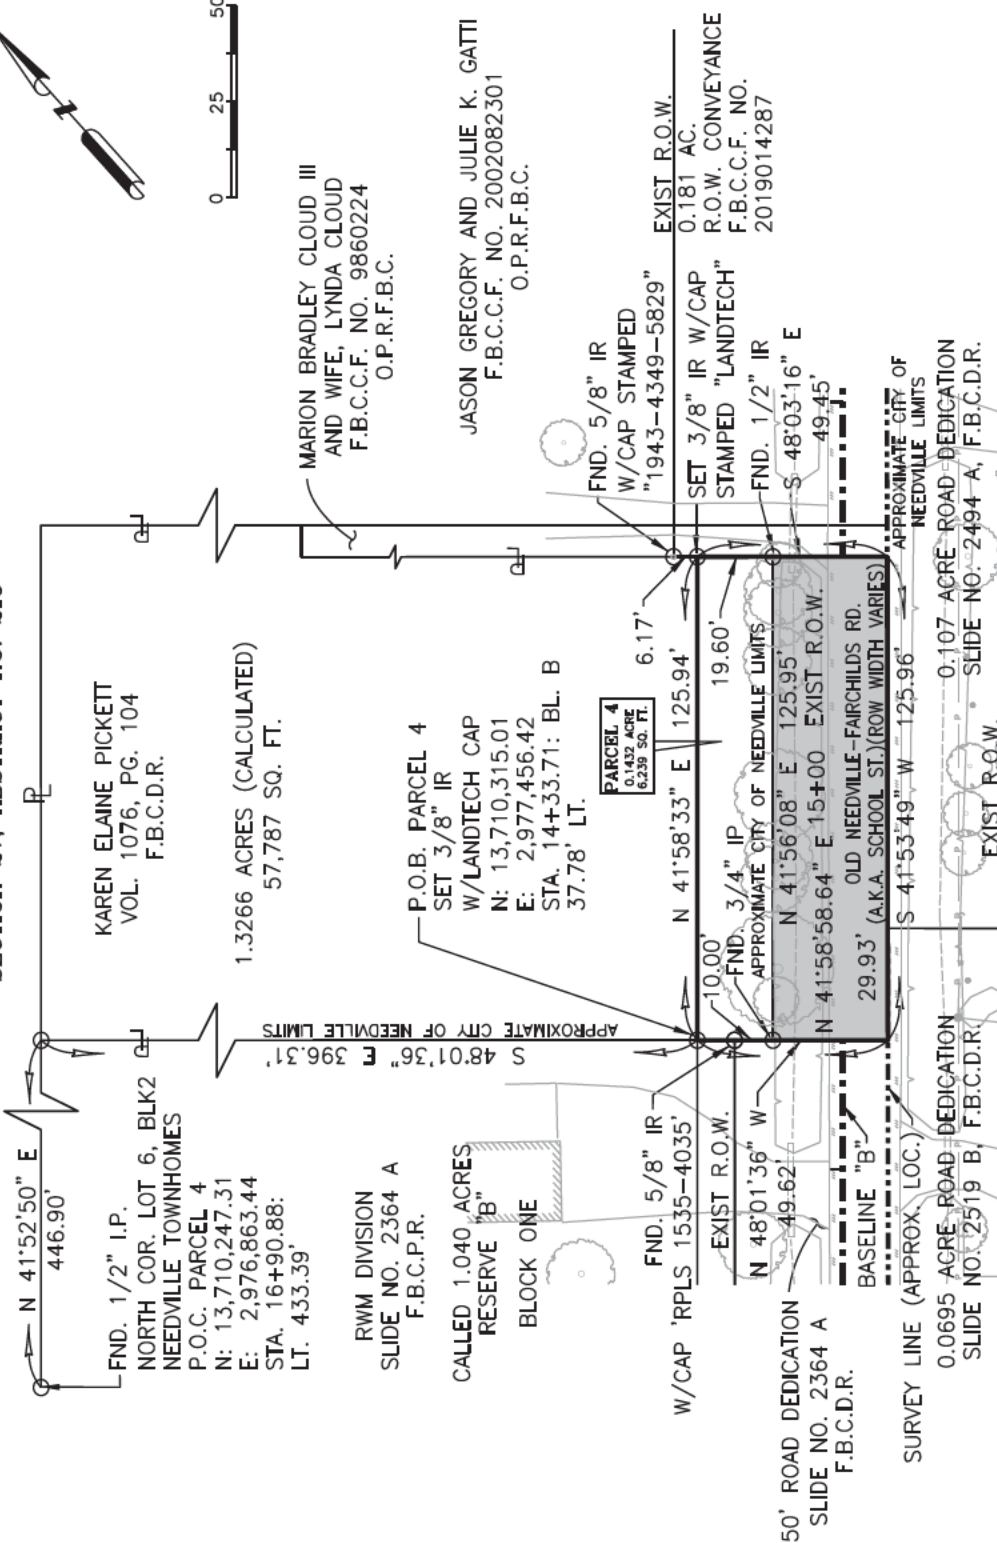 N 41°52'50" E
446.90'
FND. 1/2" I.P.
NORTH COR. LOT 6, BLK2
NEEDVILLE TOWNHOMES
P.O.C. PARCEL 4
N: 13,710,247.31
E: 2,976,863.44
STA. 16+90.88:
LT. 433.39'
RWM DIVISION
SLIDE NO. 2364 A
F.B.C.P.R.
CALLED 1.040 ACRES
RESERVE "B"
BLOCK ONE
FND. 5/8" IR
W/CAP 'RPLS 1535-4035'
EXIST R.O.W.
N 48°01'36" W
49.62'
50' ROAD DEDICATION
SLIDE NO. 2364 A
F.B.C.D.R.
BASELINE "B"
SURVEY LINE (APPROX. LOC.)
0.0695 ACRE ROAD DEDICATION
SLIDE NO. 2519 B, F.B.C.D.R.
KAREN ELAINE PICKETT
VOL. 1076, PG. 104
F.B.C.D.R.
1.3266 ACRES (CALCULATED)
57,787 SQ. FT.
P.O.B. PARCEL 4
SET 3/8" IR
W/LANDTECH CAP
N: 13,710,315.01
E: 2,977,456.42
STA. 14+33.71: BL. B
37.78' LT.
S 48°01'36" E 396.31'
APPROXIMATE CITY OF NEEDVILLE LIMITS
PARCEL 4
0.1432 ACRE
6,239 SQ. FT.
N 41°58'33" E 125.94'
6.17'
10.00'
19.60'
FND. 3/4" IP
APPROXIMATE CITY OF NEEDVILLE LIMITS
N 41°56'08" E 125.95'
N 41°58'58.64" E 15+00 EXIST R.O.W.
OLD NEEDVILLE-FAIRCHILDS RD.
29.93' (A.K.A. SCHOOL ST.)(ROW WIDTH VARIES)
S 41°53'49" W 125.96'
EXIST R.O.W.
0 25 50
N
MARION BRADLEY CLOUD III
AND WIFE, LYNDA CLOUD
F.B.C.C.F. NO. 9860224
O.P.R.F.B.C.
JASON GREGORY AND JULIE K. GATTI
F.B.C.C.F. NO. 2002082301
O.P.R.F.B.C.
FND. 5/8" IR
W/CAP STAMPED
"1943-4349-5829"
EXIST R.O.W.
0.181 AC.
R.O.W. CONVEYANCE
F.B.C.C.F. NO.
2019014287
SET 3/8" IR W/CAP
STAMPED "LANDTECH"
FND. 1/2" IR
S 48°03'16" E
49.45'
APPROXIMATE CITY OF
NEEDVILLE LIMITS
0.107 ACRE ROAD DEDICATION
SLIDE NO. 2494 A, F.B.C.D.R.